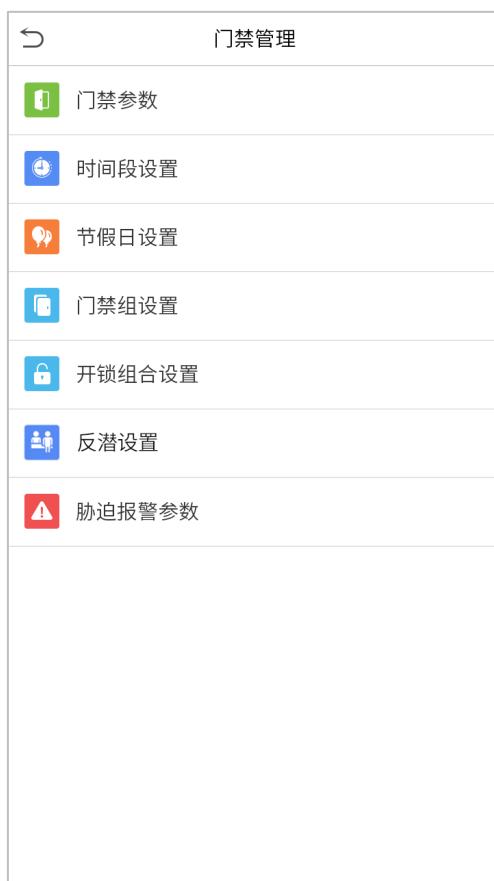 门禁管理
门禁参数
时间段设置
节假日设置
门禁组设置
开锁组合设置
反潜设置
胁迫报警参数